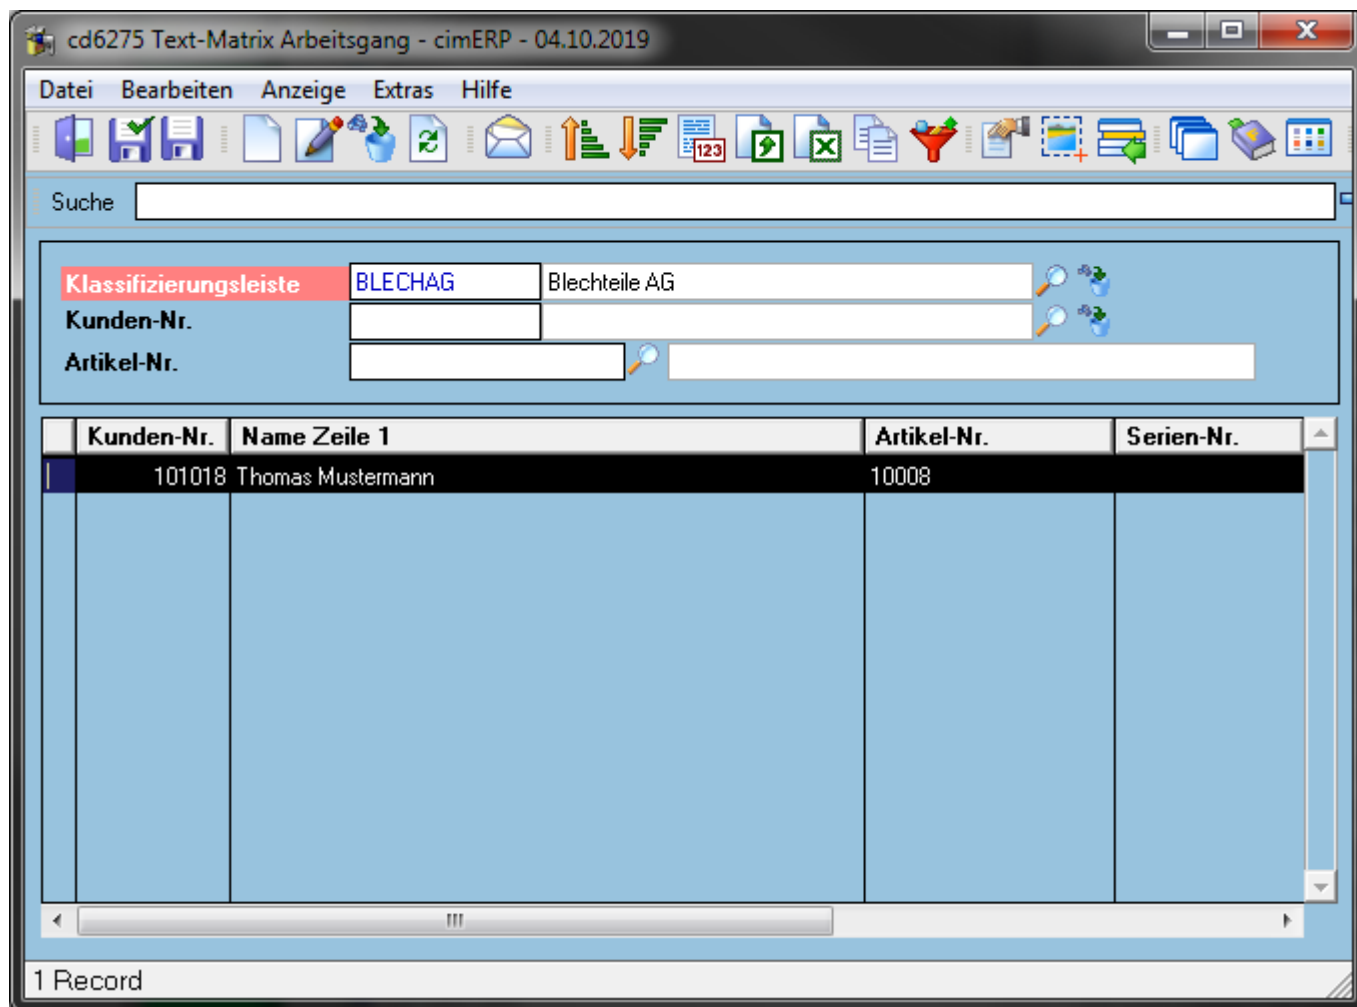 cd6275 Text-Matrix Arbeitsgang - cimERP - 04.10.2019
Datei Bearbeiten Anzeige Extras Hilfe
123
Suche
Klassifizierungsleiste BLECHAG Blechteile AG
Kunden-Nr.
Artikel-Nr.
Kunden-Nr. Name Zeile 1 Artikel-Nr. Serien-Nr.
101018 Thomas Mustermann 10008
1 Record